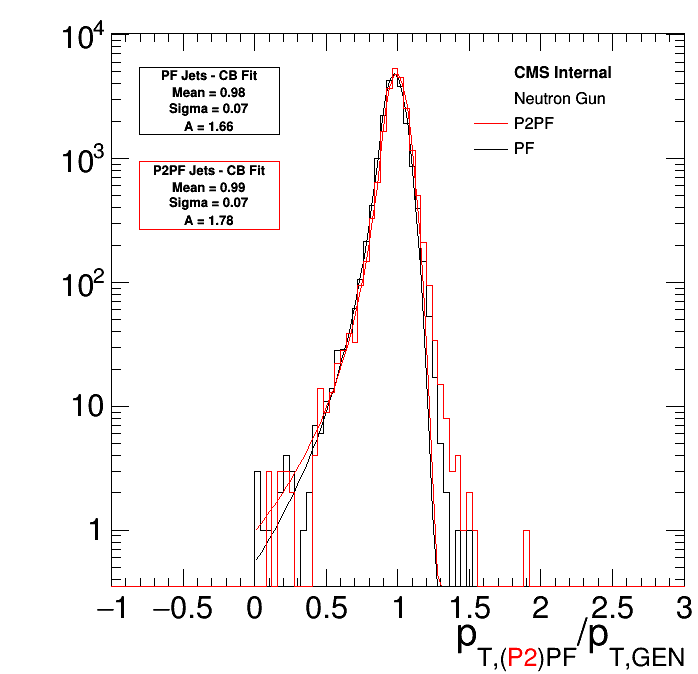 10^4
10^3
10^2
10
1
PF Jets - CB Fit
Mean = 0.98
Sigma = 0.07
A = 1.66
P2PF Jets - CB Fit
Mean = 0.99
Sigma = 0.07
A = 1.78
CMS Internal
Neutron Gun
P2PF
PF
−1 −0.5 0 0.5 1 1.5 2 2.5 3
p_T,(P2)PF/p_T,GEN